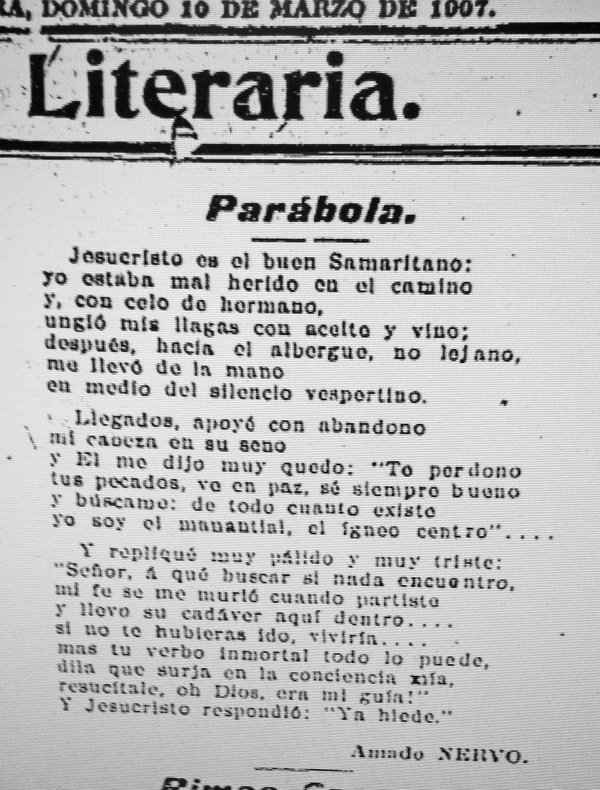 RA, DOMINGO 10 DE MARZO DE 1907.
Literaria.
Parábola.
Jesucristo es el buen Samaritano:
yo estaba mal herido en el camino
y, con celo de hermano,
ungió mis llagas con aceite y vino;
después, hacia el albergue, no lejano,
me llevó de la mano
en medio del silencio vespertino.
Llegados, apoyé con abandono
mi cabeza en su seno
y El me dijo muy quedo: "Te perdono
tus pecados, ve en paz, sé siempre bueno
y búscame: de todo cuanto existe
yo soy el manantial, el ígneo centro"....
Y repliqué muy pálido y muy triste:
"Señor, á qué buscar si nada encuentro,
mi fe se me murió cuando partiste
y llevo su cadáver aquí dentro....
si no te hubieras ido, viviría....
mas tu verbo inmortal todo lo puede,
dila que surja en la conciencia mía,
resucítale, oh Dios, era mi guía!"
Y Jesucristo respondió: "Ya hiede."
Amado NERVO.